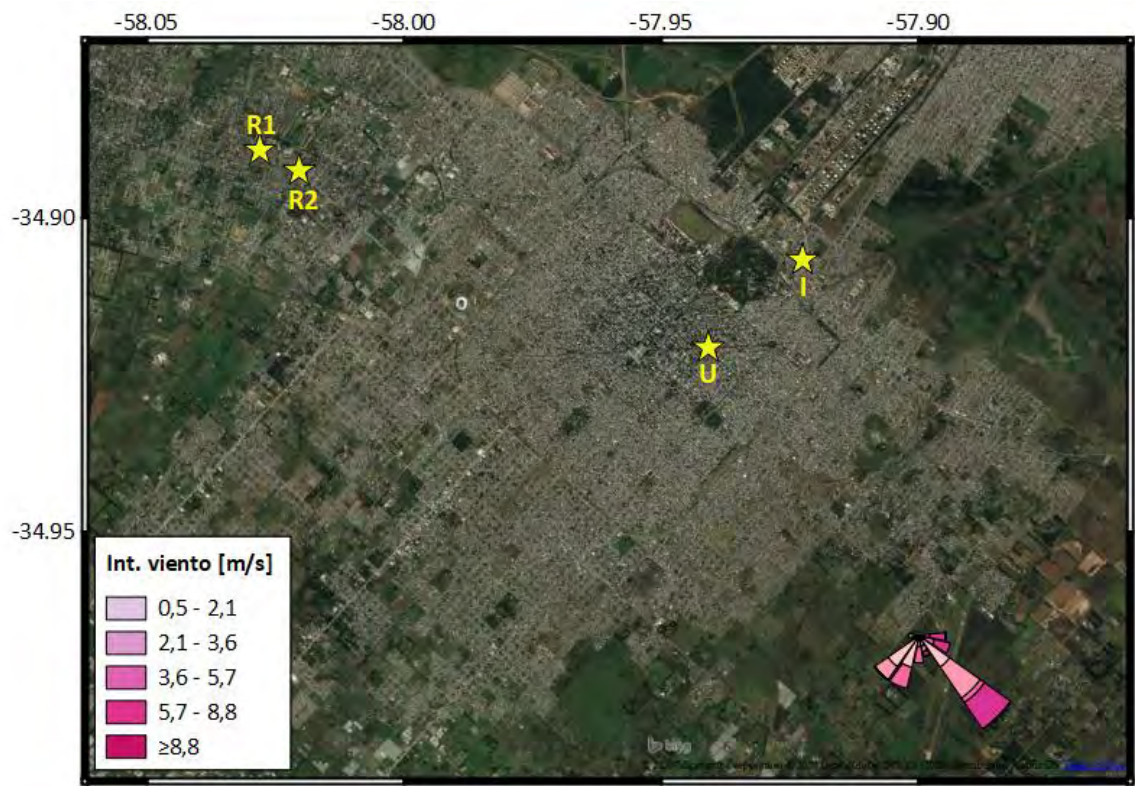 -58.05 -58.00 -57.95 -57.90
R1
R2
-34.90
I
U
-34.95
Int. viento [m/s]
0,5 - 2,1
2,1 - 3,6
3,6 - 5,7
5,7 - 8,8
≥8,8
bing